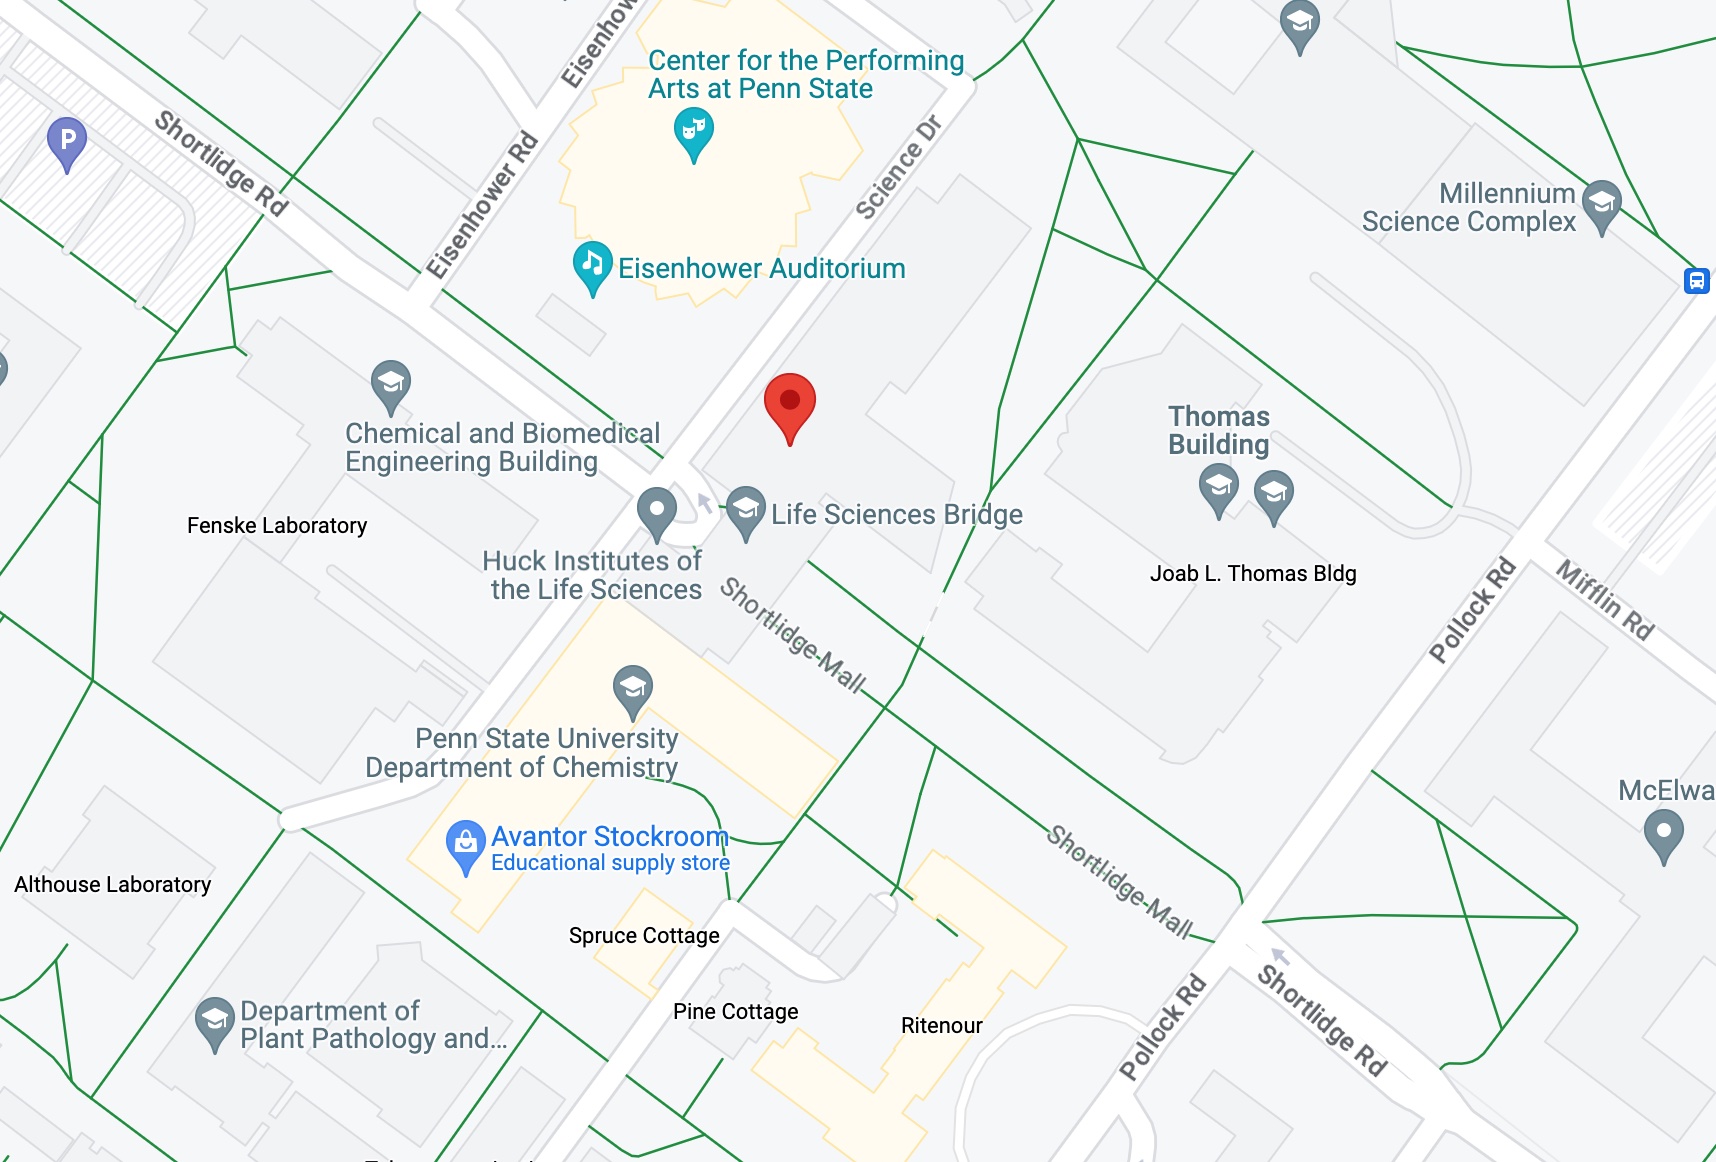 Eisenhow
Center for the Performing
Arts at Penn State
Shortlidge Rd
P
Eisenhower Rd
Science Dr
Millennium
Science Complex
Eisenhower Auditorium
Chemical and Biomedical
Engineering Building
Thomas
Building
Fenske Laboratory
Life Sciences Bridge
Huck Institutes of
the Life Sciences
Joab L. Thomas Bldg
Pollock Rd
Mifflin Rd
Shortlidge Mall
Penn State University
Department of Chemistry
McElwa
Avantor Stockroom
Educational supply store
Shortlidge Mall
Althouse Laboratory
Spruce Cottage
Pine Cottage
Ritenour
Department of
Plant Pathology and...
Pollock Rd
Shortlidge Rd